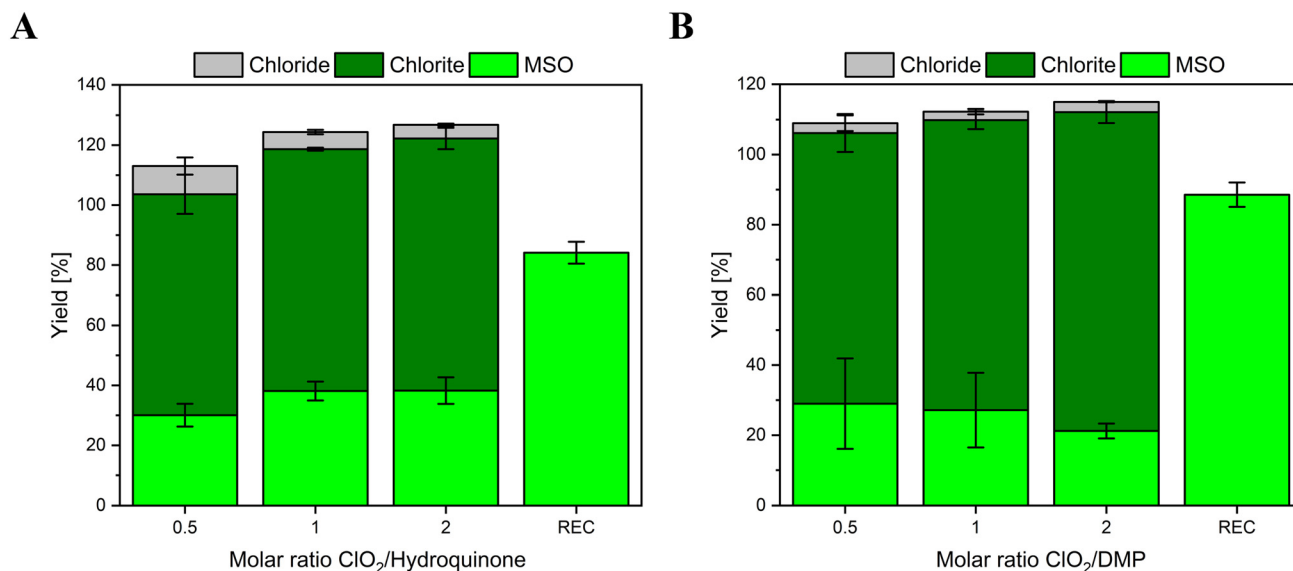 A
Chloride Chlorite MSO
140
120
100
80
60
40
20
0
Yield [%]
0.5 1 2 REC
Molar ratio ClO₂/Hydroquinone
B
Chloride Chlorite MSO
120
100
80
60
40
20
0
Yield [%]
0.5 1 2 REC
Molar ratio ClO₂/DMP